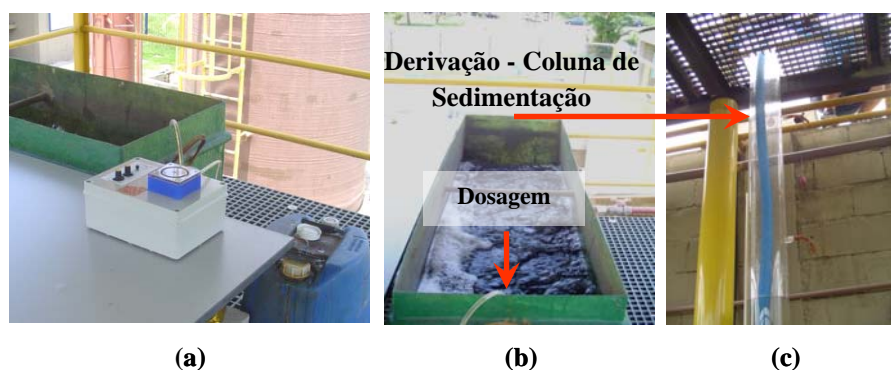 Derivação - Coluna de
Sedimentação
Dosagem
(a)
(b)
(c)